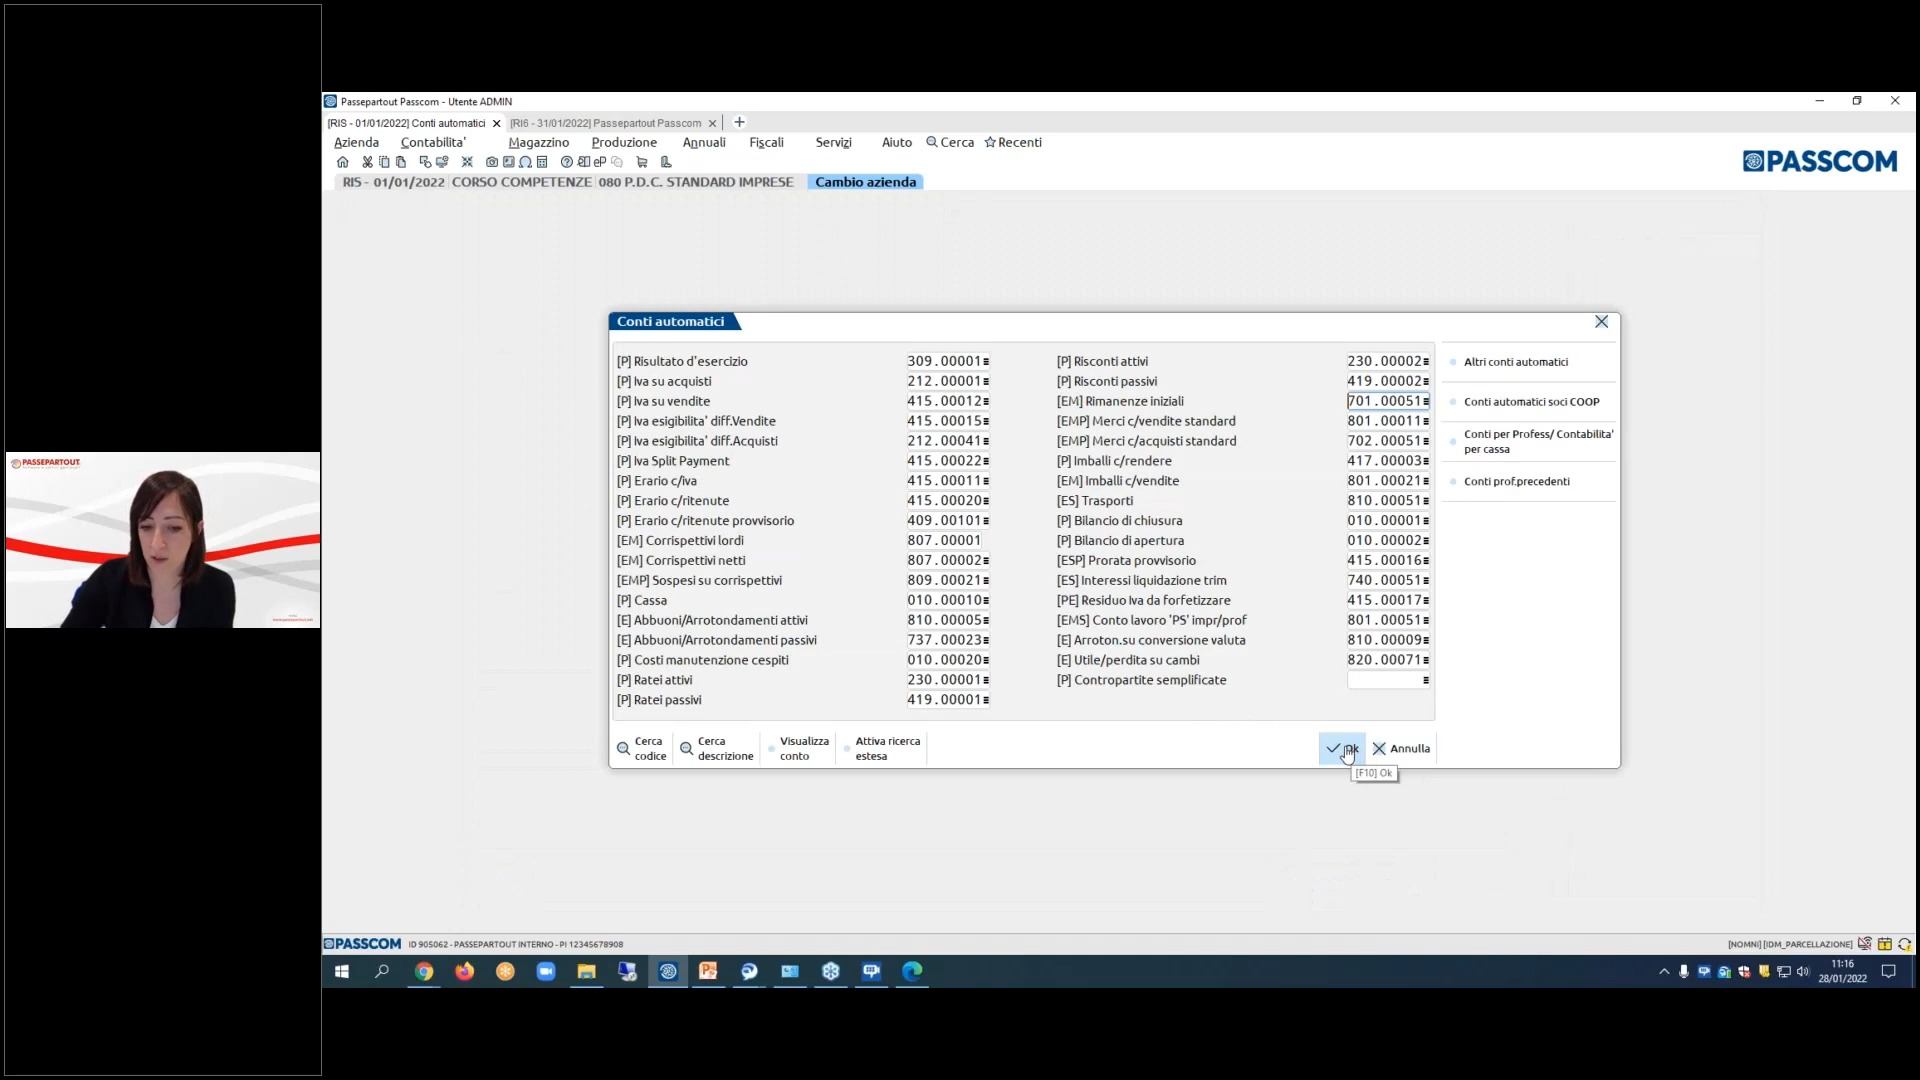 Passepartout Passcom - Utente ADMIN
[RIS - 01/01/2022] Conti automatici
[RI6 - 31/01/2022] Passepartout Passcom
Azienda Contabilita' Magazzino Produzione Annuali Fiscali Servizi Aiuto Cerca Recenti
PASSCOM
RIS - 01/01/2022 CORSO COMPETENZE 080 P.D.C. STANDARD IMPRESE Cambio azienda
Conti automatici
[P] Risultato d'esercizio 309.00001
[P] Iva su acquisti 212.00001
[P] Iva su vendite 415.00012
[P] Iva esigibilita' diff.Vendite 415.00015
[P] Iva esigibilita' diff.Acquisti 212.00041
[P] Iva Split Payment 415.00022
[P] Erario c/iva 415.00011
[P] Erario c/ritenute 415.00020
[P] Erario c/ritenute provvisorio 409.00101
[EM] Corrispettivi lordi 807.00001
[EM] Corrispettivi netti 807.00002
[EMP] Sospesi su corrispettivi 809.00021
[P] Cassa 010.00010
[E] Abbuoni/Arrotondamenti attivi 810.00005
[E] Abbuoni/Arrotondamenti passivi 737.00023
[P] Costi manutenzione cespiti 010.00020
[P] Ratei attivi 230.00001
[P] Ratei passivi 419.00001
[P] Risconti attivi 230.00002
[P] Risconti passivi 419.00002
[EM] Rimanenze iniziali 701.00051
[EMP] Merci c/vendite standard 801.00011
[EMP] Merci c/acquisti standard 702.00051
[P] Imballi c/rendere 417.00003
[EM] Imballi c/vendite 801.00021
[ES] Trasporti 810.00051
[P] Bilancio di chiusura 010.00001
[P] Bilancio di apertura 010.00002
[ESP] Prorata provvisorio 415.00016
[ES] Interessi liquidazione trim 740.00051
[PE] Residuo Iva da forfetizzare 415.00017
[EMS] Conto lavoro 'PS' impr/prof 801.00051
[E] Arroton.su conversione valuta 810.00009
[E] Utile/perdita su cambi 820.00071
[P] Contropartite semplificate
Altri conti automatici
Conti automatici soci COOP
Conti per Profess/ Contabilita'
per cassa
Conti prof.precedenti
Cerca
codice
Cerca
descrizione
Visualizza
conto
Attiva ricerca
estesa
Ok
Annulla
[F10] Ok
PASSEPARTOUT
PASSCOM ID 905062 - PASSEPARTOUT INTERNO - PI 12345678908
[NOMNI] [IDM_PARCELLAZIONE]
11:16
28/01/2022